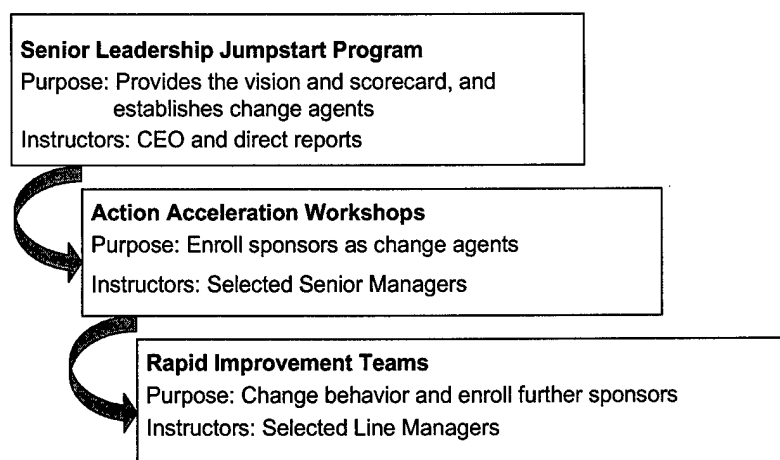 Senior Leadership Jumpstart Program
Purpose: Provides the vision and scorecard, and
establishes change agents
Instructors: CEO and direct reports
Action Acceleration Workshops
Purpose: Enroll sponsors as change agents
Instructors: Selected Senior Managers
Rapid Improvement Teams
Purpose: Change behavior and enroll further sponsors
Instructors: Selected Line Managers